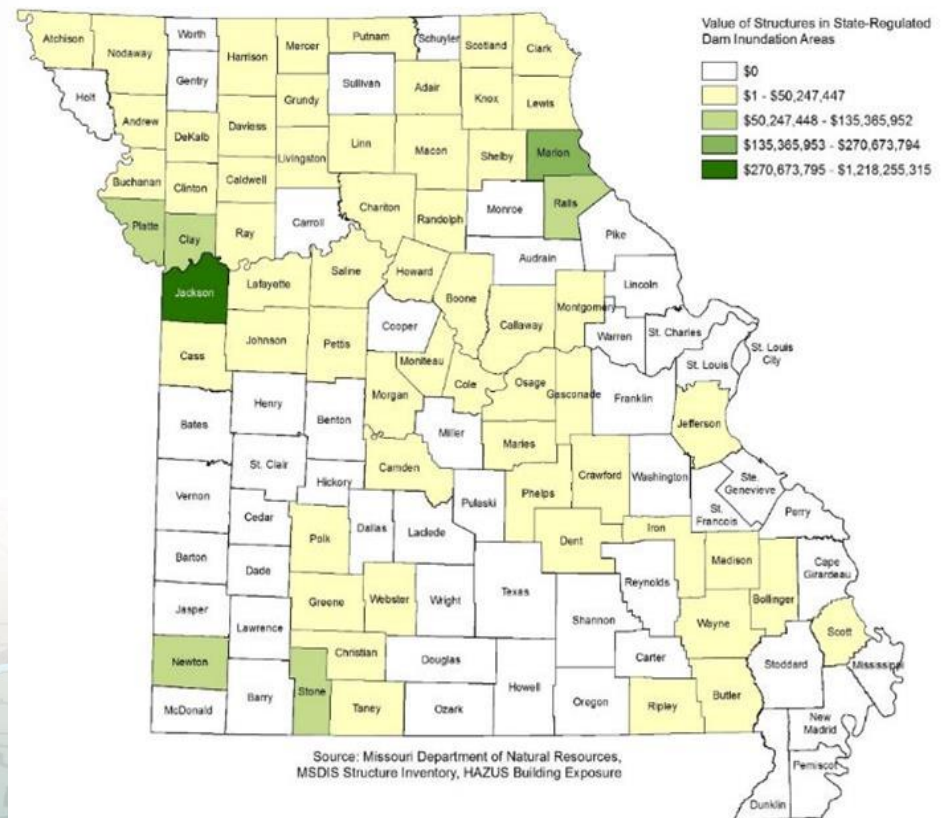 Value of Structures in State-Regulated
Dam Inundation Areas
$0
$1 - $50,247,447
$50,247,448 - $135,365,952
$135,365,953 - $270,673,794
$270,673,795 - $1,218,255,315
Atchison
Nodaway
Worth
Harrison
Mercer
Putnam
Schuyler
Scotland
Clark
Holt
Gentry
Sullivan
Adair
Knox
Lewis
Grundy
Andrew
DeKalb
Daviess
Livingston
Linn
Macon
Shelby
Marion
Buchanan
Clinton
Caldwell
Carroll
Chariton
Randolph
Monroe
Ralls
Platte
Clay
Ray
Pike
Audrain
Jackson
Lafayette
Saline
Howard
Boone
Callaway
Montgomery
Lincoln
Cooper
Warren
St. Charles
St. Louis
St. Louis
City
Cass
Johnson
Pettis
Moniteau
Cole
Osage
Gasconade
Franklin
Jefferson
Morgan
Bates
Henry
Benton
Miller
Maries
St. Clair
Camden
Phelps
Crawford
Washington
Ste.
Genevieve
Vernon
Hickory
Pulaski
St.
Francois
Perry
Cedar
Polk
Dallas
Laclede
Dent
Iron
Madison
Cape
Girardeau
Barton
Dade
Reynolds
Bollinger
Jasper
Greene
Webster
Wright
Texas
Shannon
Wayne
Scott
Lawrence
Newton
Christian
Douglas
Carter
Stoddard
Mississippi
Stone
McDonald
Barry
Taney
Ozark
Howell
Oregon
Ripley
Butler
New
Madrid
Pemiscot
Dunklin
Source: Missouri Department of Natural Resources,
MSDIS Structure Inventory, HAZUS Building Exposure